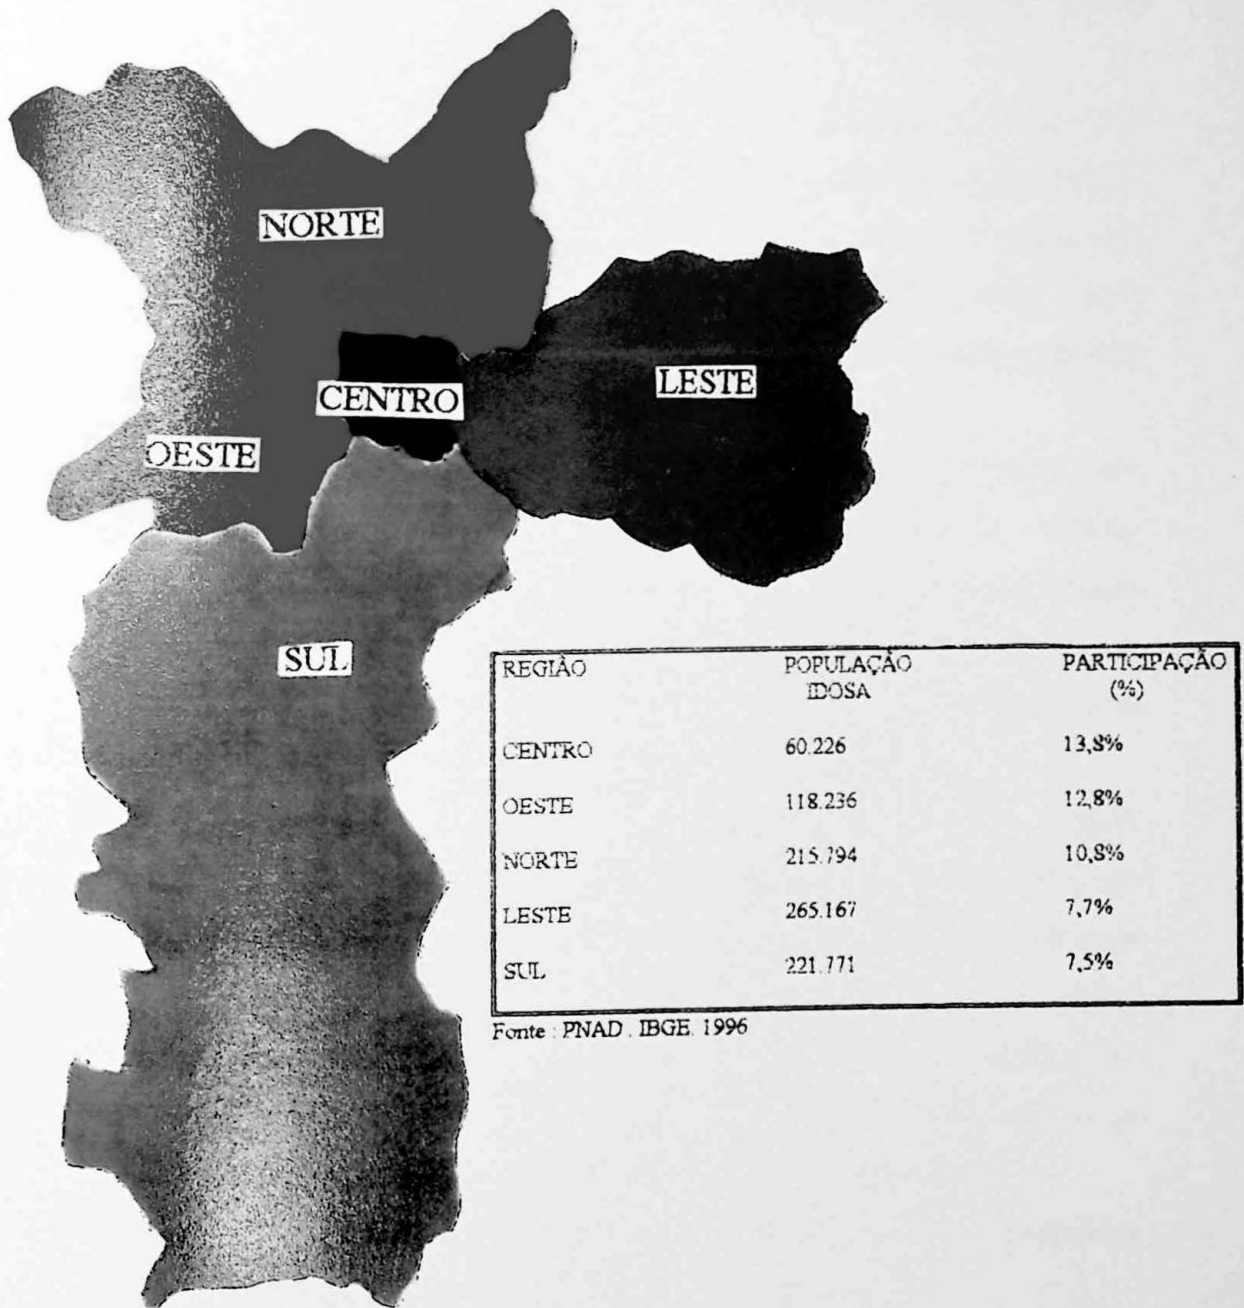 NORTE
CENTRO
LESTE
OESTE
SUL
REGIÃO POPULAÇÃO IDOSA PARTICIPAÇÃO (%)
CENTRO 60.226 13,8%
OESTE 118.236 12,8%
NORTE 215.794 10,8%
LESTE 265.167 7,7%
SUL 221.771 7,5%
Fonte : PNAD . IBGE. 1996